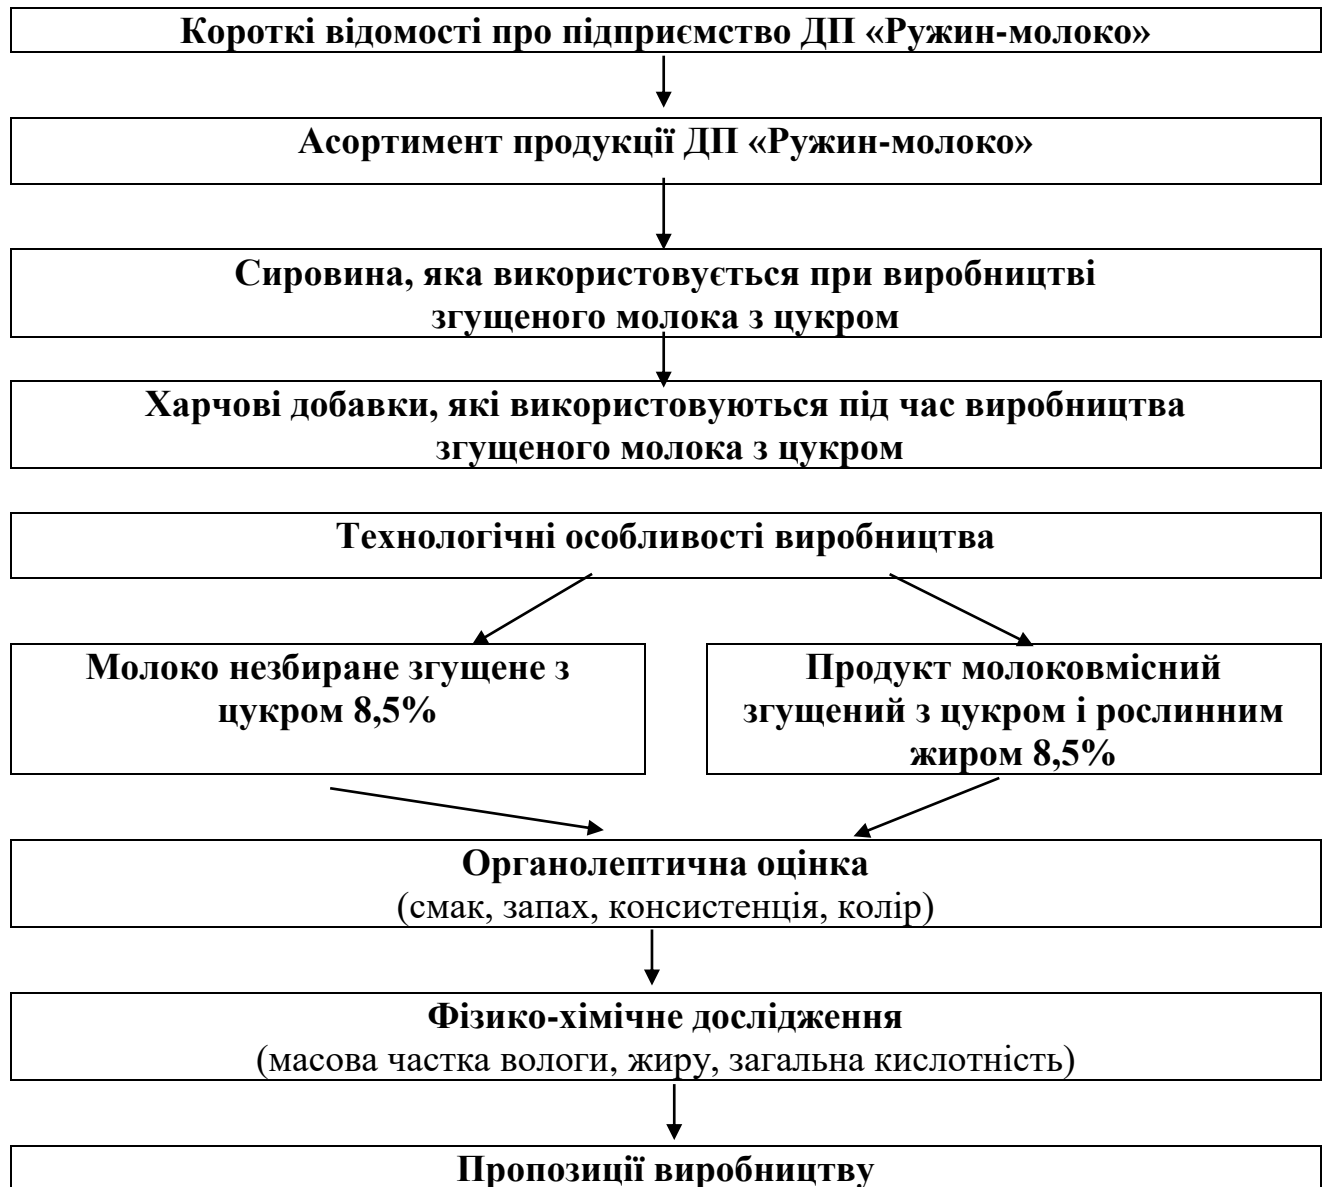 Короткі відомості про підприємство ДП «Ружин-молоко»
Асортимент продукції ДП «Ружин-молоко»
Сировина, яка використовується при виробництві
згущеного молока з цукром
Харчові добавки, які використовуються під час виробництва
згущеного молока з цукром
Технологічні особливості виробництва
Молоко незбиране згущене з
цукром 8,5%
Продукт молоковмісний
згущений з цукром і рослинним
жиром 8,5%
Органолептична оцінка
(смак, запах, консистенція, колір)
Фізико-хімічне дослідження
(масова частка вологи, жиру, загальна кислотність)
Пропозиції виробництву